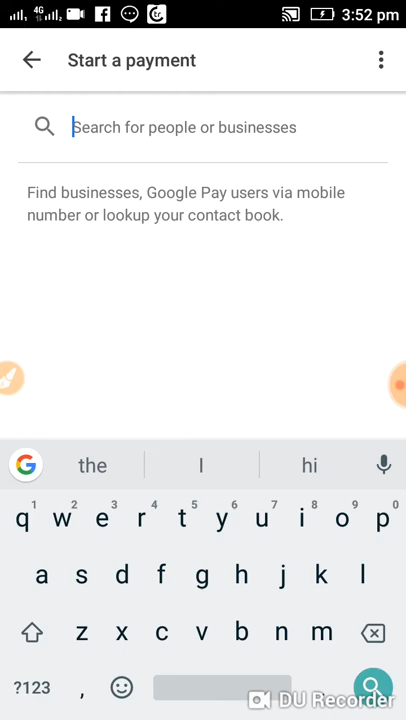 4G 3:52 pm
Start a payment
Search for people or businesses
Find businesses, Google Pay users via mobile
number or lookup your contact book.
G the I hi
1 2 3 4 5 6 7 8 9 0
q w e r t y u i o p
a s d f g h j k l
z x c v b n m
?123 , .
DU Recorder